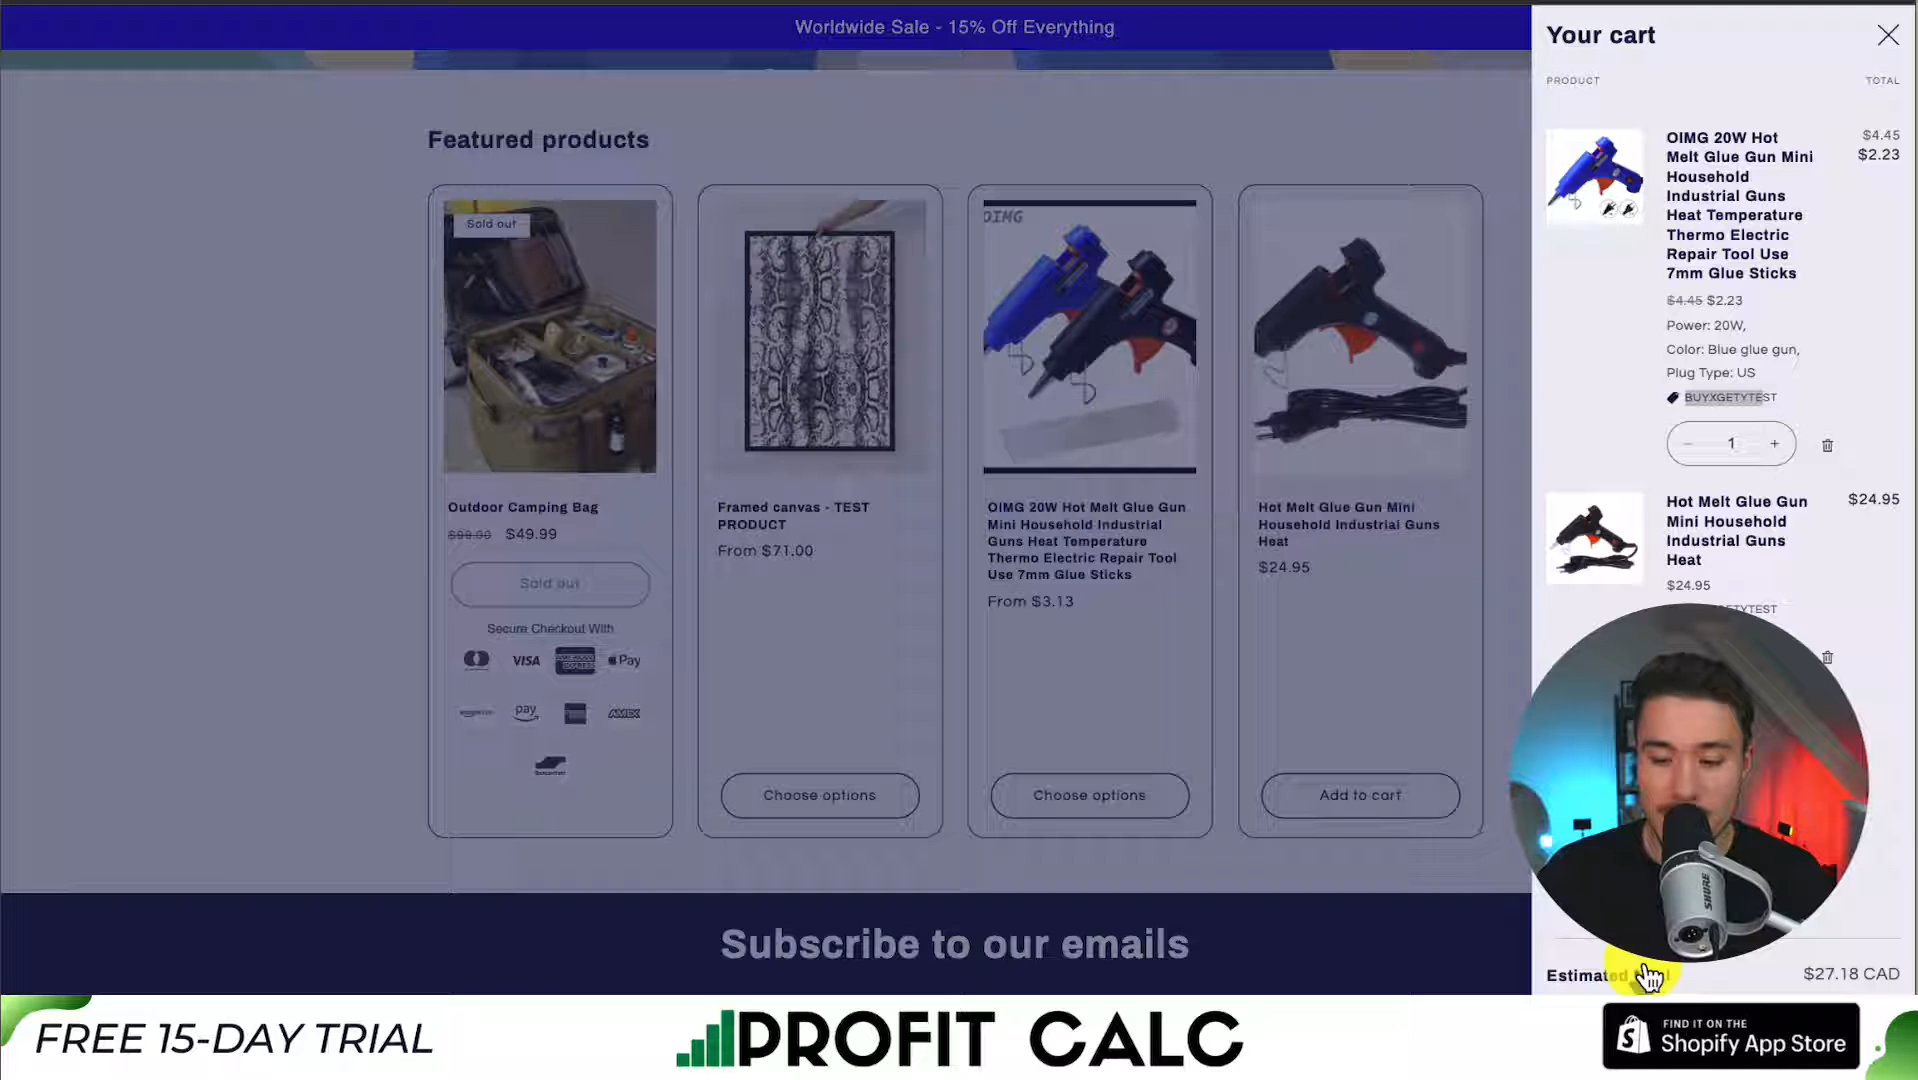 Worldwide Sale - 15% Off Everything
Your cart
PRODUCT
TOTAL
Featured products
Sold out
OIMG
Outdoor Camping Bag
$99.00 $49.99
Sold out
Secure Checkout With
VISA
Pay
pay
AMEX
Framed canvas - TEST
PRODUCT
From $71.00
Choose options
OIMG 20W Hot Melt Glue Gun
Mini Household Industrial
Guns Heat Temperature
Thermo Electric Repair Tool
Use 7mm Glue Sticks
From $3.13
Choose options
Hot Melt Glue Gun Mini
Household Industrial Guns
Heat
$24.95
Add to cart
OIMG 20W Hot
Melt Glue Gun Mini
Household
Industrial Guns
Heat Temperature
Thermo Electric
Repair Tool Use
7mm Glue Sticks
$4.45
$2.23
$4.45 $2.23
Power: 20W,
Color: Blue glue gun,
Plug Type: US
BUYXGETYTEST
1
Hot Melt Glue Gun
Mini Household
Industrial Guns
Heat
$24.95
$24.95
ETYTEST
SHURE
Estimated
$27.18 CAD
Subscribe to our emails
FREE 15-DAY TRIAL
PROFIT CALC
FIND IT ON THE
Shopify App Store